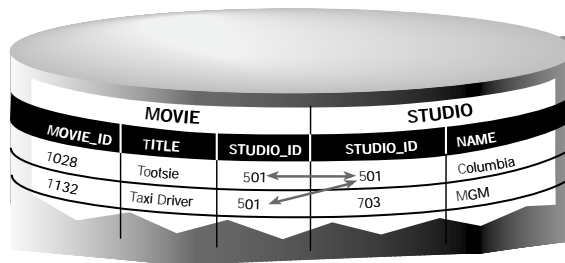 MOVIE STUDIO
MOVIE_ID TITLE STUDIO_ID STUDIO_ID NAME
1028 Tootsie 501 501 Columbia
1132 Taxi Driver 501 703 MGM